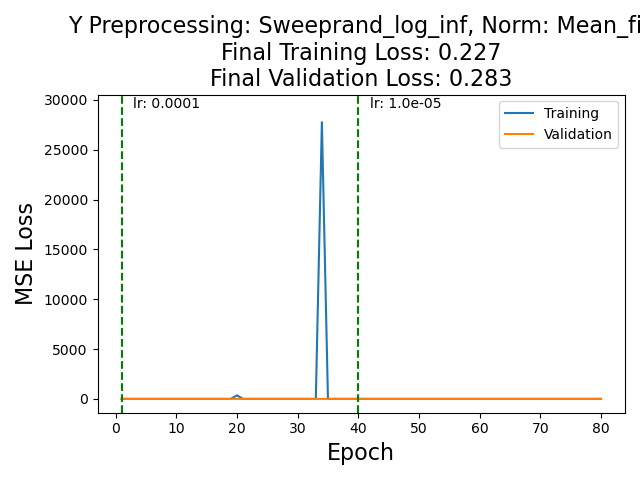 Y Preprocessing: Sweeprand_log_inf, Norm: Mean_fi
Final Training Loss: 0.227
Final Validation Loss: 0.283
lr: 0.0001
lr: 1.0e-05
Training
Validation
MSE Loss
30000
25000
20000
15000
10000
5000
0
0 10 20 30 40 50 60 70 80
Epoch